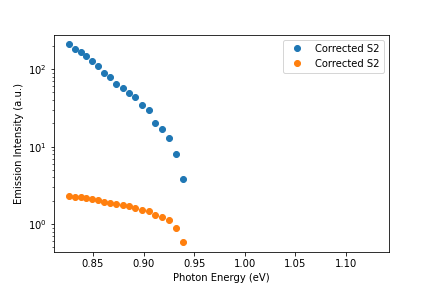 Corrected S2
Corrected S2
Emission Intensity (a.u.)
10²
10¹
10⁰
0.85 0.90 0.95 1.00 1.05 1.10
Photon Energy (eV)